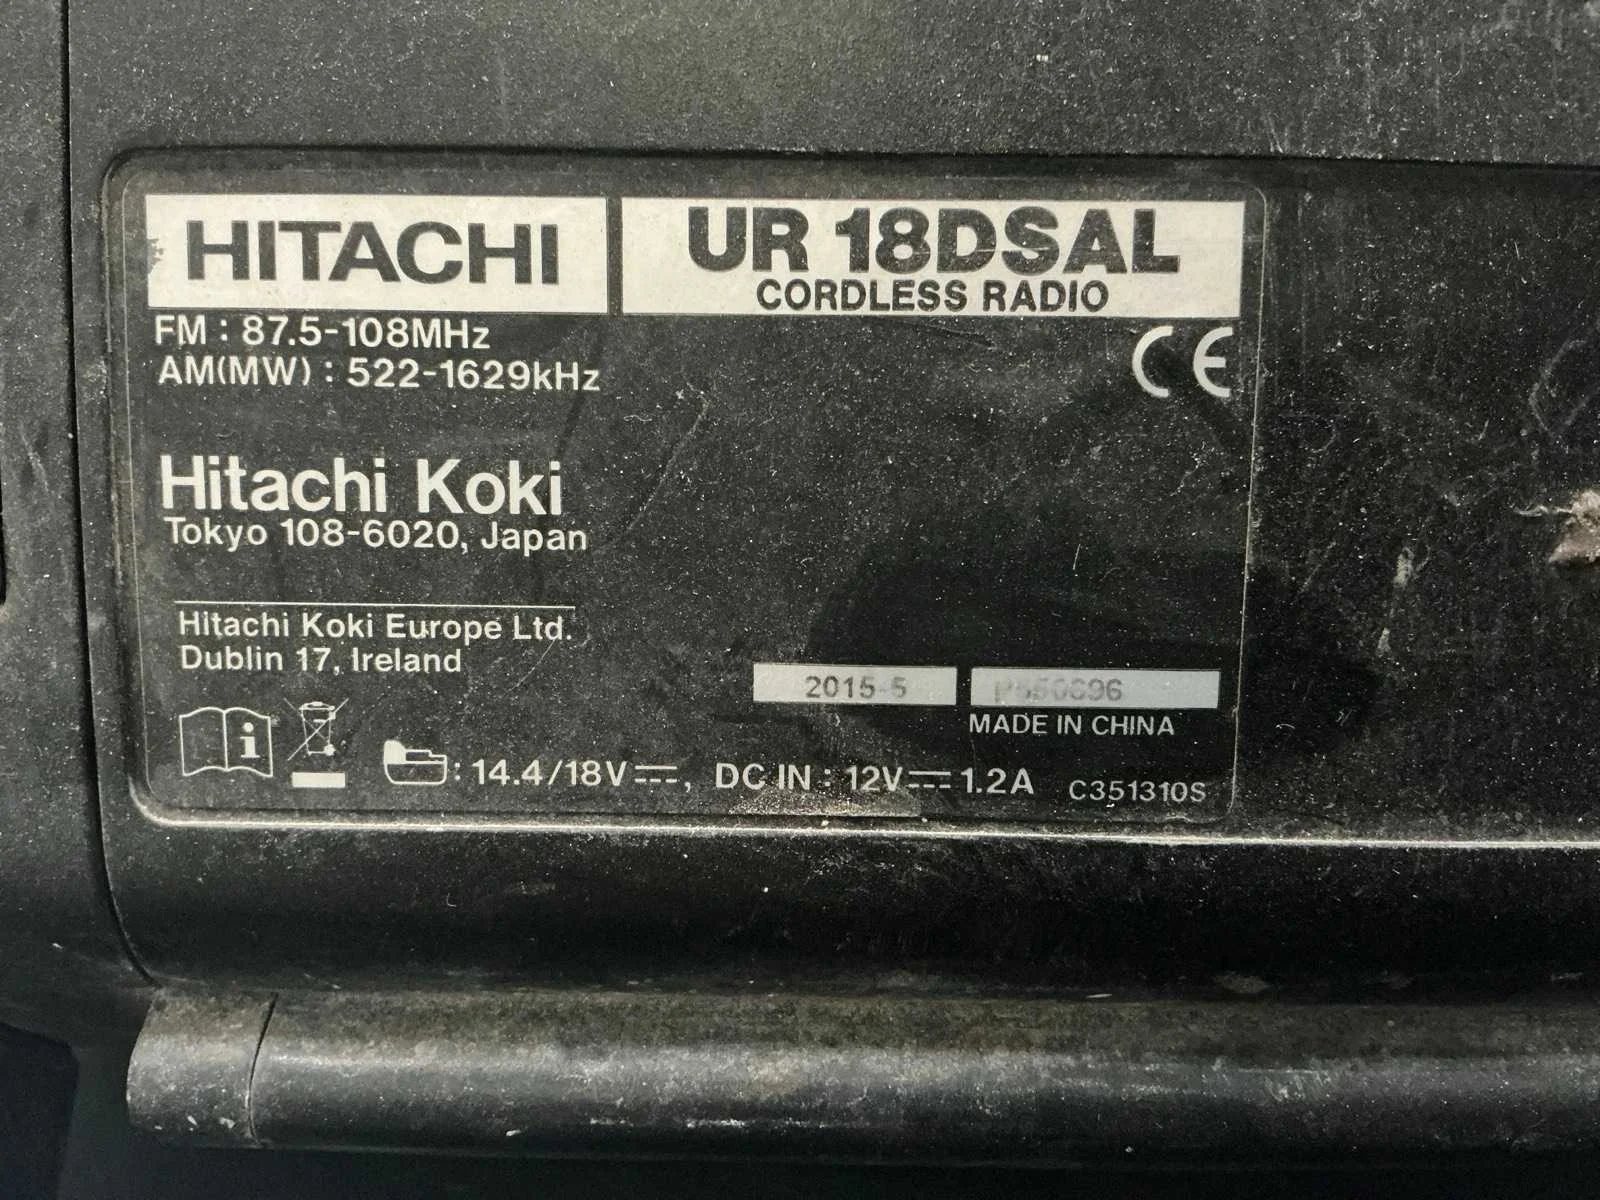 HITACHI
UR 18DSAL
CORDLESS RADIO
FM : 87.5-108MHz
AM(MW) : 522-1629kHz
CE
Hitachi Koki
Tokyo 108-6020, Japan
Hitachi Koki Europe Ltd.
Dublin 17, Ireland
2015-5
MADE IN CHINA
i
: 14.4/18V⎓, DC IN : 12V⎓1.2A
C351310S